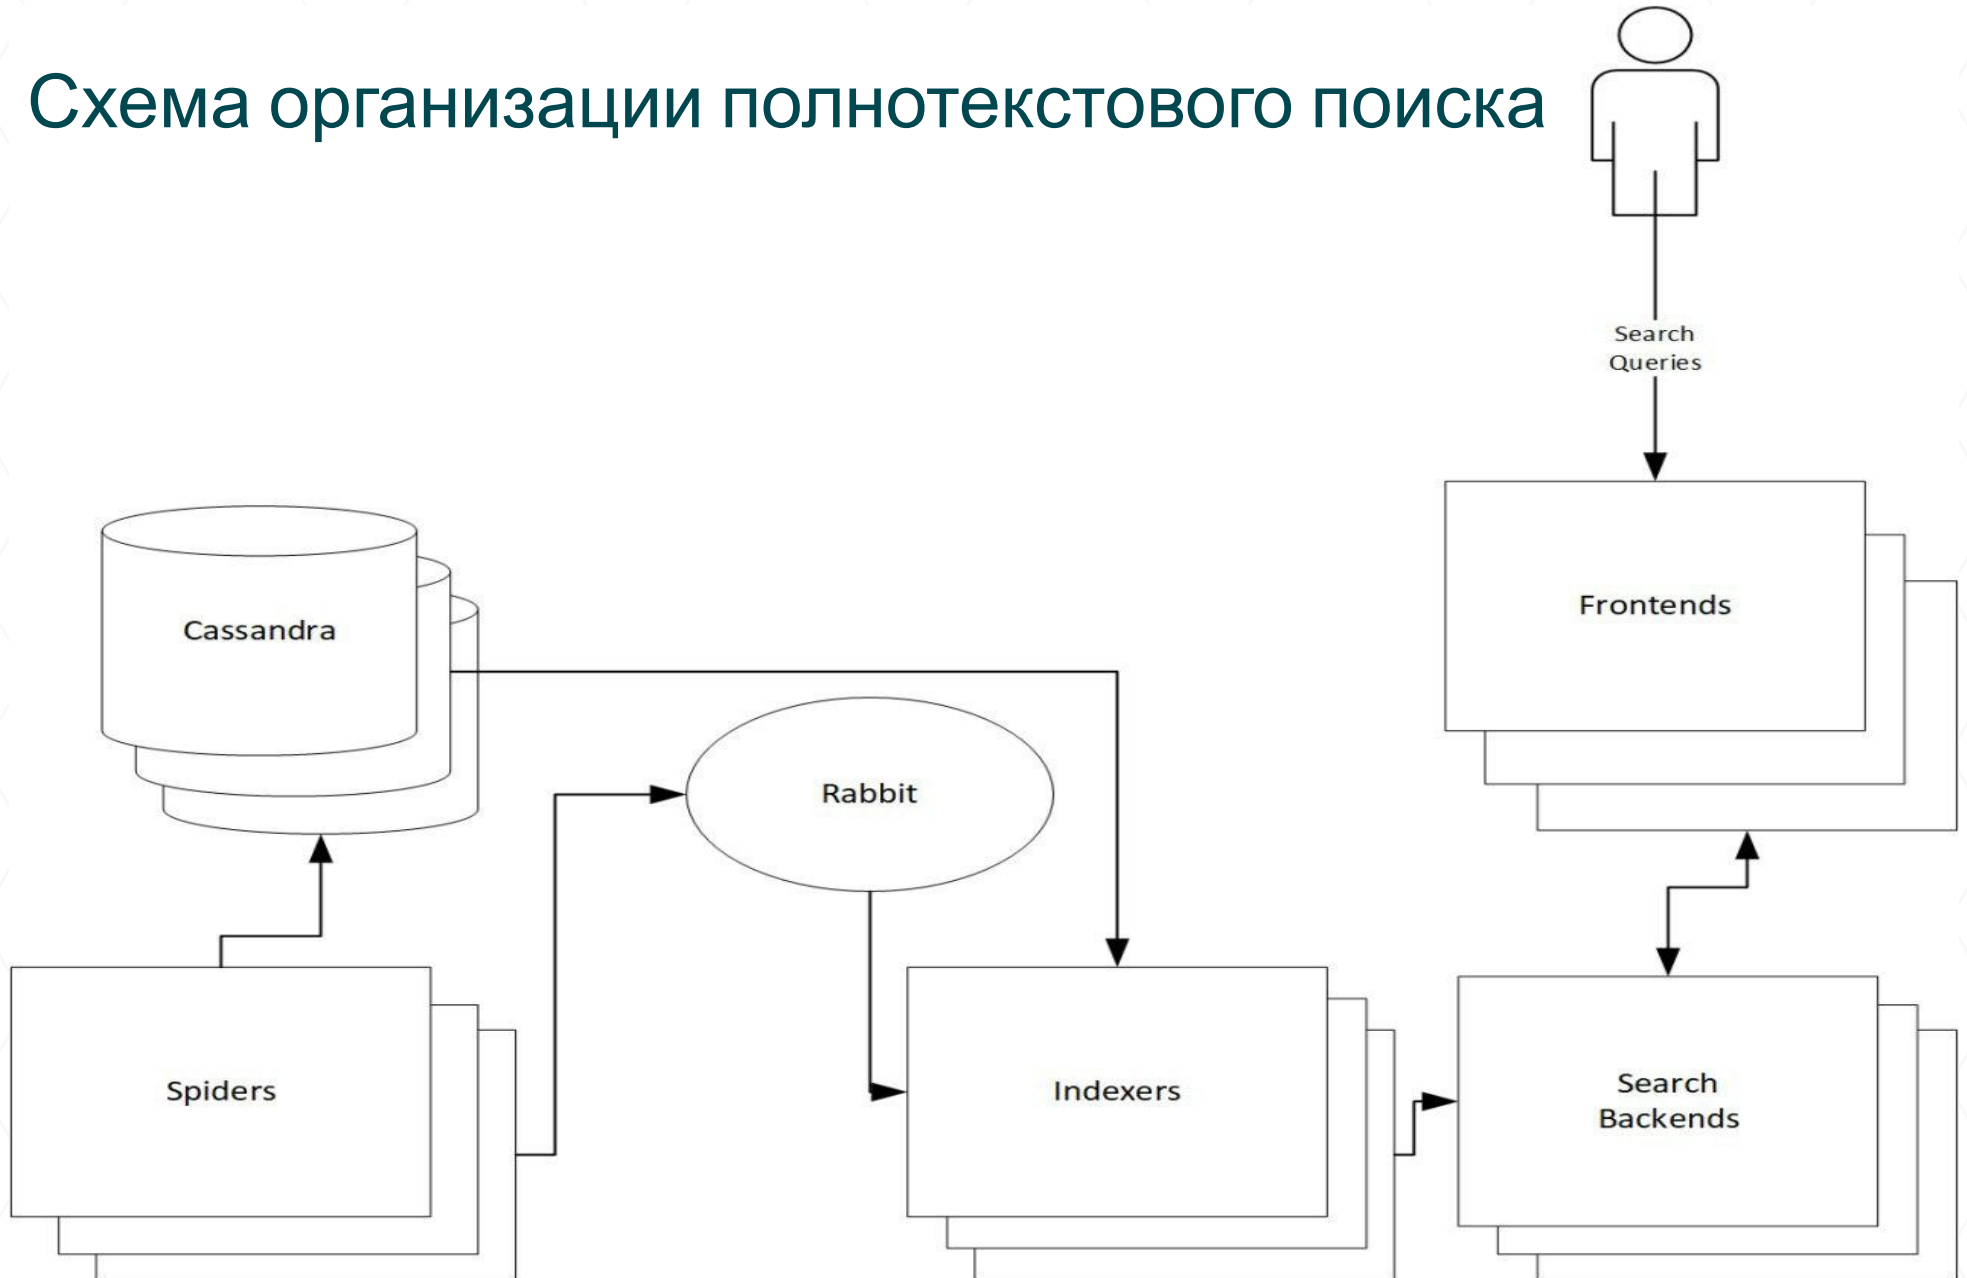 Схема организации полнотекстового поиска
Search
Queries
Cassandra
Frontends
Rabbit
Spiders
Indexers
Search
Backends